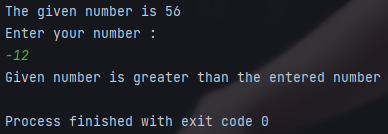 The given number is 56
Enter your number :
-12
Given number is greater than the entered number
Process finished with exit code 0